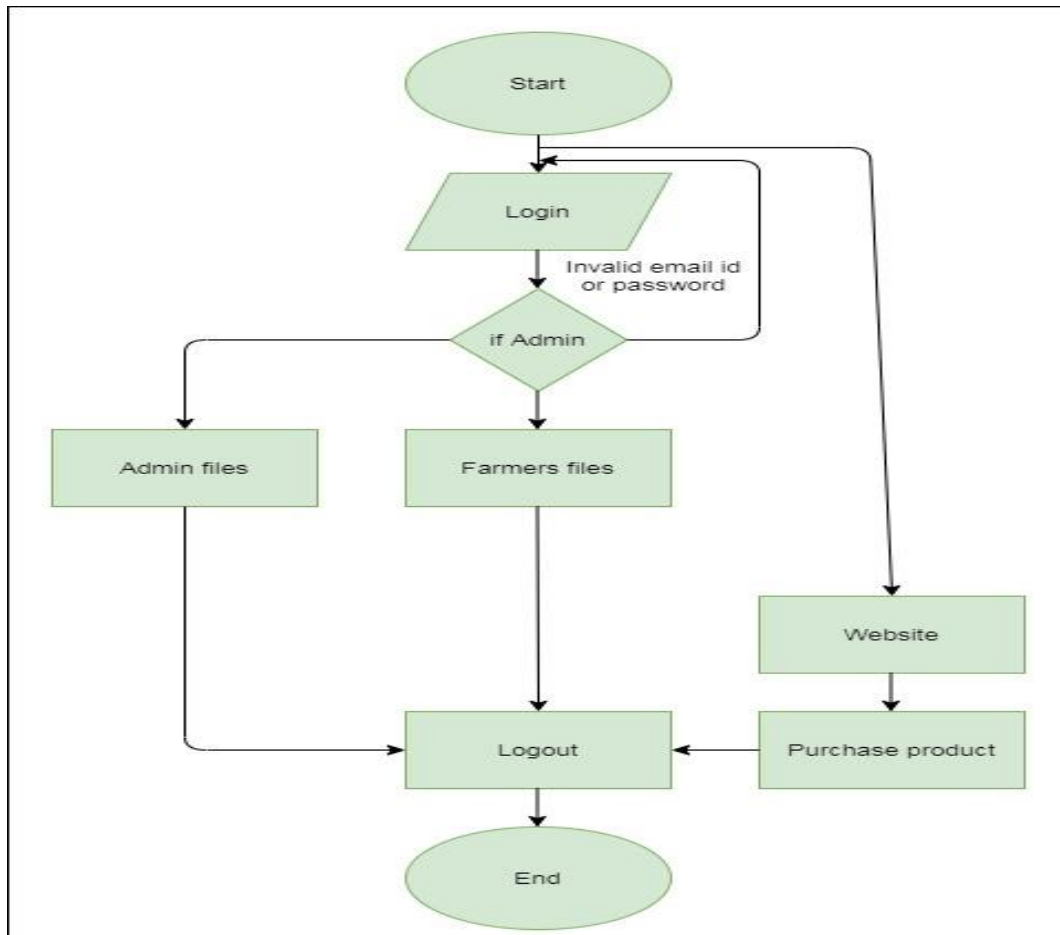 Start
Login
Invalid email id
or password
if Admin
Admin files
Farmers files
Website
Logout
Purchase product
End